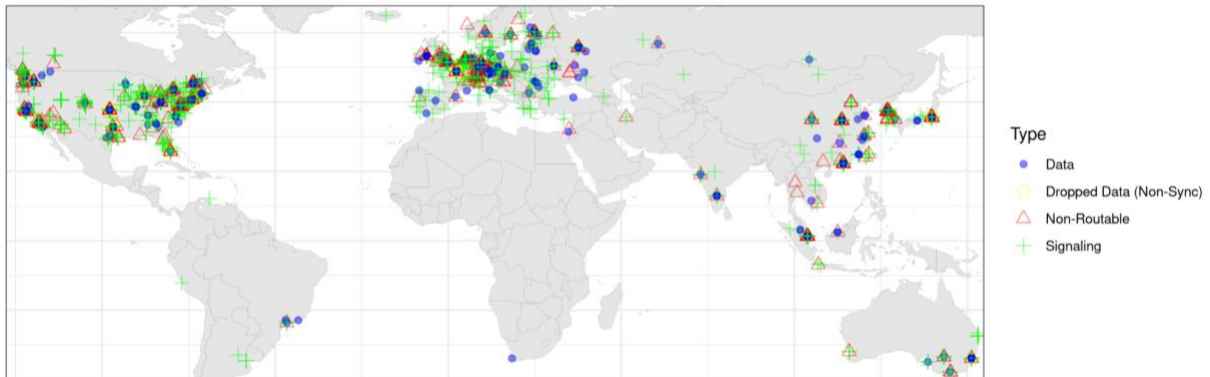 Type
Data
Dropped Data (Non-Sync)
Non-Routable
Signaling